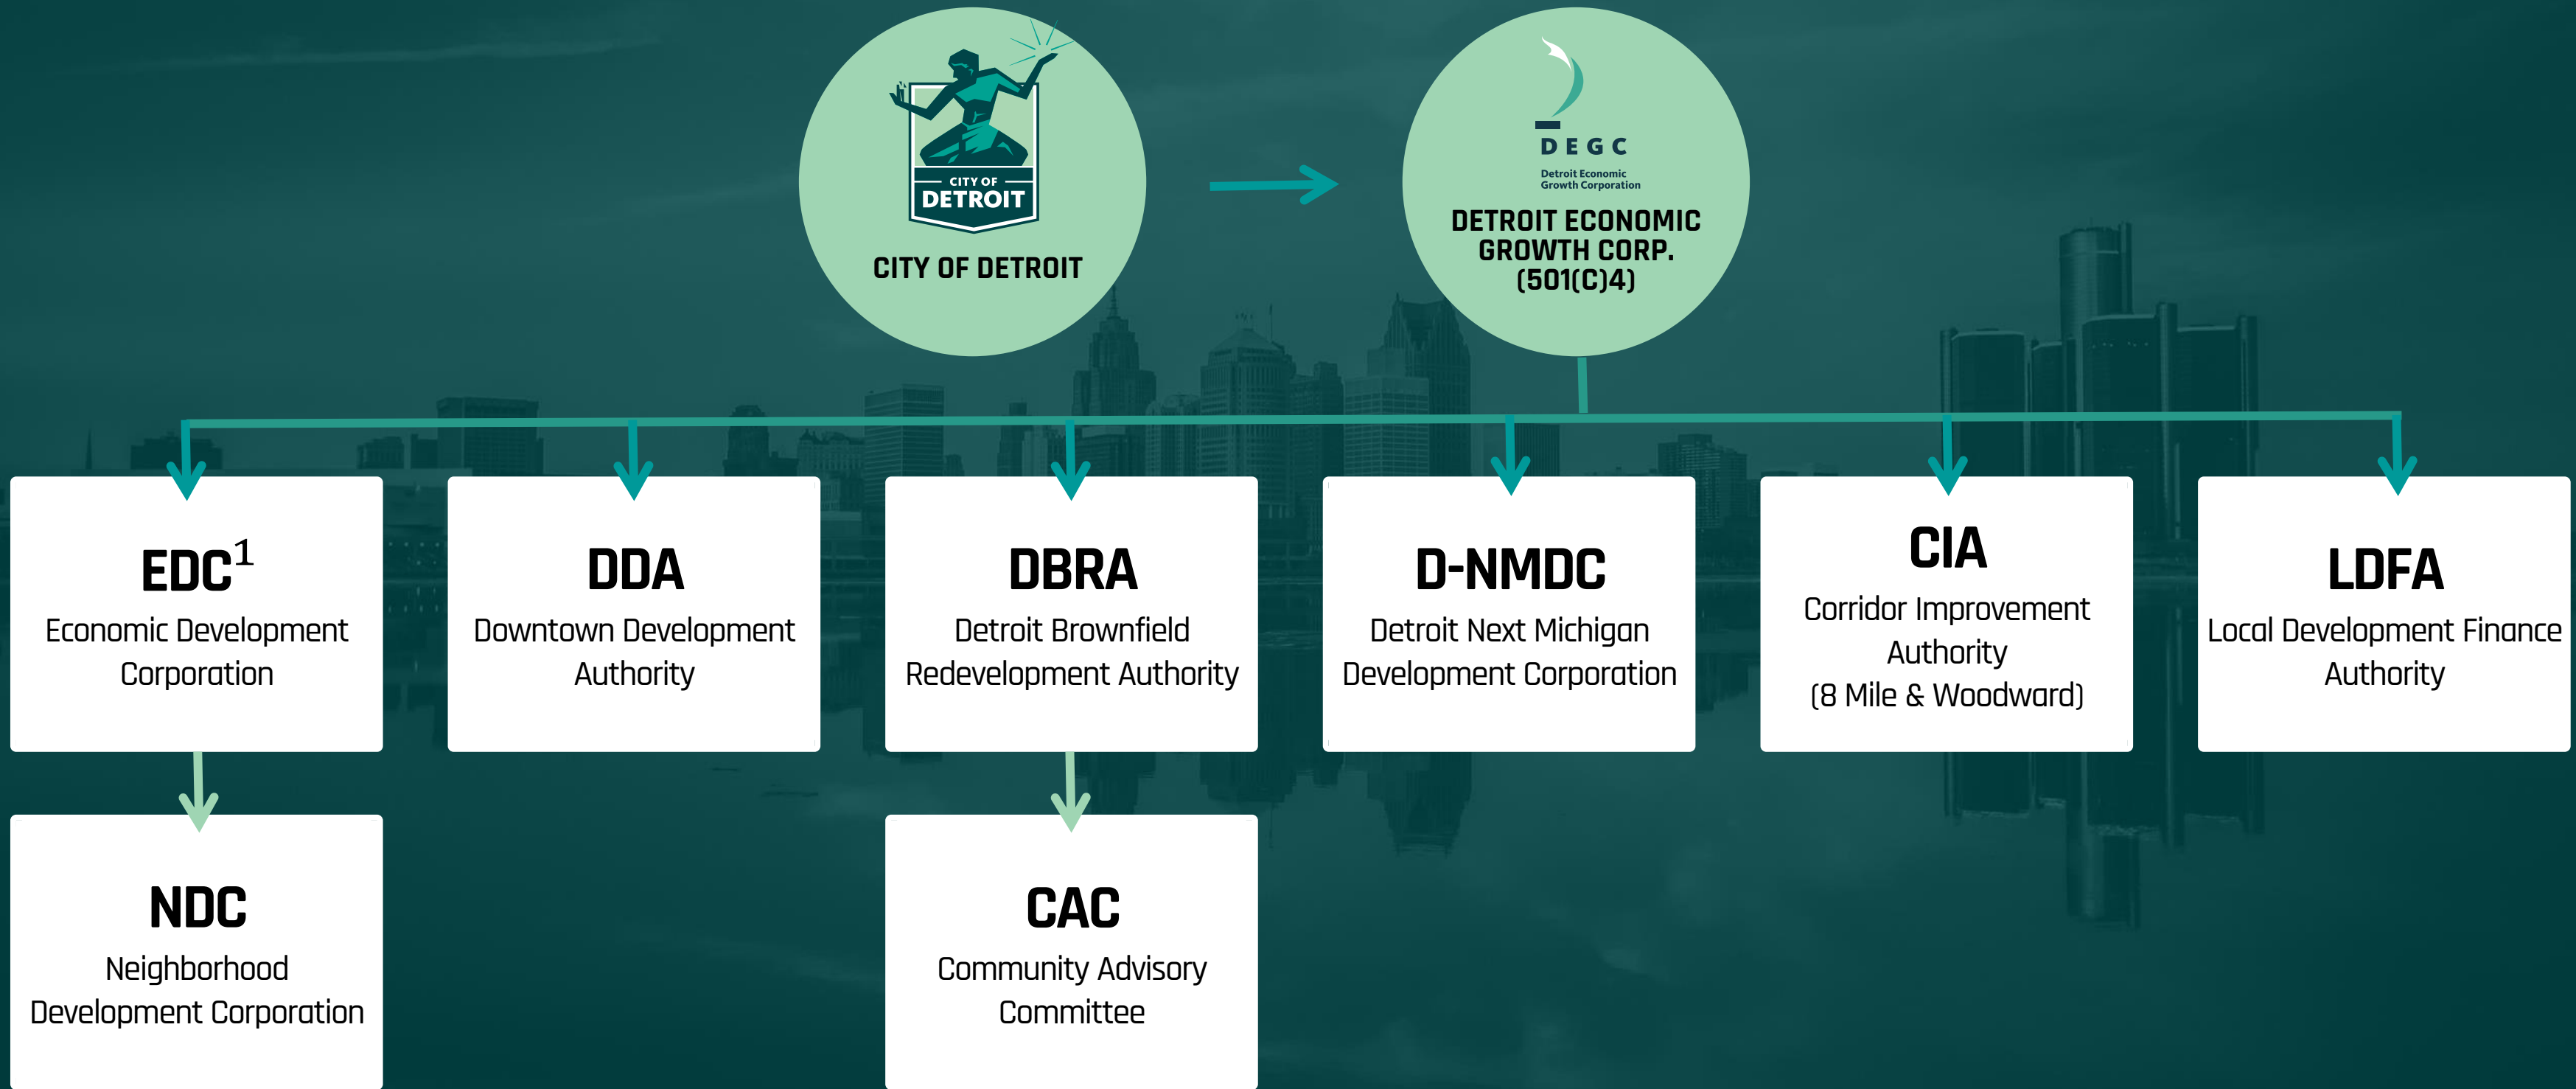 CITY OF
DETROIT
CITY OF DETROIT
DEGC
Detroit Economic
Growth Corporation
DETROIT ECONOMIC
GROWTH CORP.
(501(C)4)
EDC¹
Economic Development
Corporation
DDA
Downtown Development
Authority
DBRA
Detroit Brownfield
Redevelopment Authority
D-NMDC
Detroit Next Michigan
Development Corporation
CIA
Corridor Improvement
Authority
(8 Mile & Woodward)
LDFA
Local Development Finance
Authority
NDC
Neighborhood
Development Corporation
CAC
Community Advisory
Committee